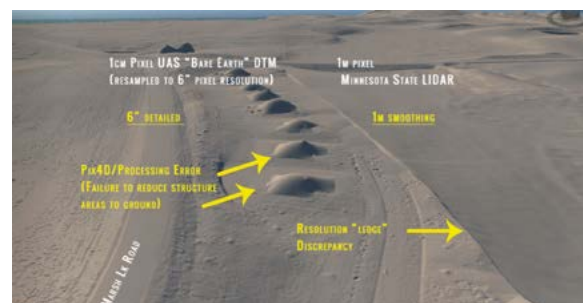 1cm Pixel UAS "Bare Earth" DTM
(resampled to 6" pixel resolution)
1m pixel
Minnesota State LIDAR
6" detailed
1m smoothing
Pix4D/Processing Error
(Failure to reduce structure
areas to ground)
Resolution "ledge"
Discrepancy
Marsh Lk Road